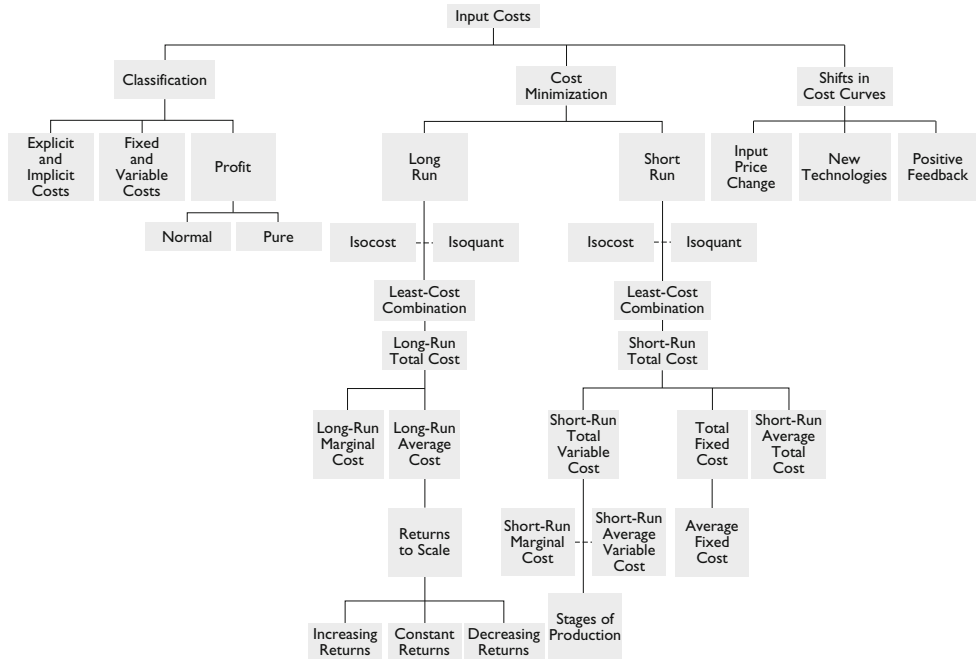 Input Costs
Classification
Cost
Minimization
Shifts in
Cost Curves
Explicit
and
Implicit
Costs
Fixed
and
Variable
Costs
Profit
Long
Run
Short
Run
Input
Price
Change
New
Technologies
Positive
Feedback
Normal
Pure
Isocost
Isoquant
Isocost
Isoquant
Least-Cost
Combination
Least-Cost
Combination
Long-Run
Total Cost
Short-Run
Total Cost
Long-Run
Marginal
Cost
Long-Run
Average
Cost
Short-Run
Total
Variable
Cost
Total
Fixed
Cost
Short-Run
Average
Total
Cost
Returns
to Scale
Short-Run
Marginal
Cost
Short-Run
Average
Variable
Cost
Average
Fixed
Cost
Increasing
Returns
Constant
Returns
Decreasing
Returns
Stages of
Production